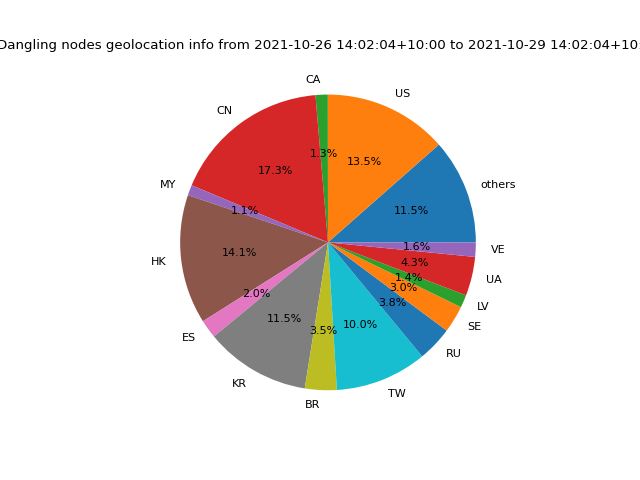 Dangling nodes geolocation info from 2021-10-26 14:02:04+10:00 to 2021-10-29 14:02:04+10:
CA
US
CN
1.3%
13.5%
17.3%
MY
others
1.1%
11.5%
HK
14.1%
1.6%
VE
4.3%
UA
1.4%
3.0%
2.0%
3.8%
LV
11.5%
3.5%
10.0%
SE
ES
RU
KR
TW
BR